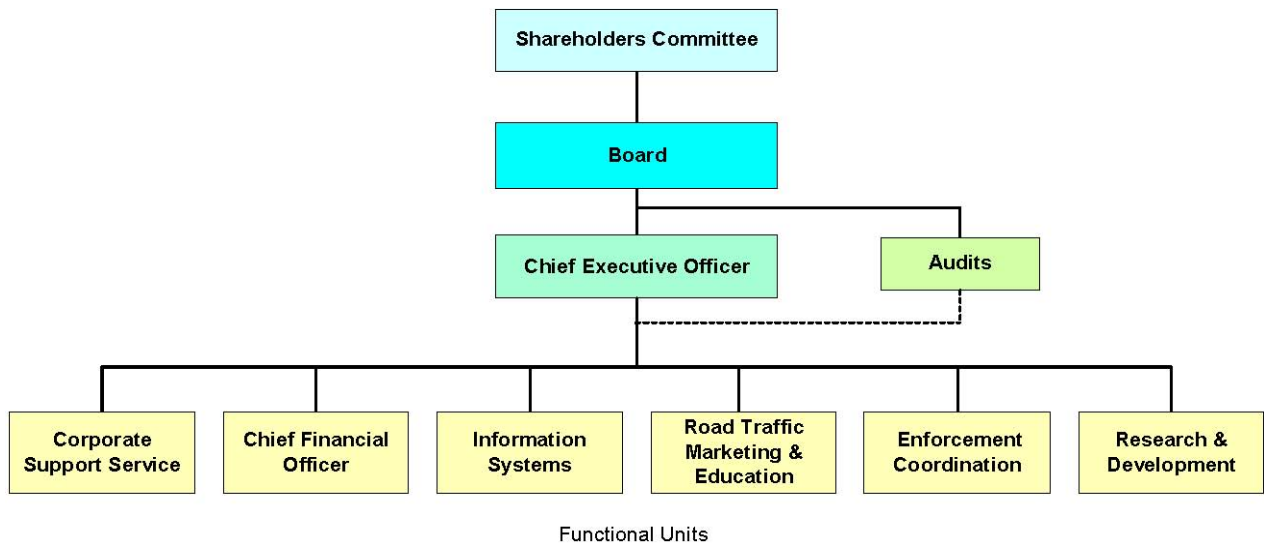 Shareholders Committee
Board
Chief Executive Officer
Audits
Corporate
Support Service
Chief Financial
Officer
Information
Systems
Road Traffic
Marketing &
Education
Enforcement
Coordination
Research &
Development
Functional Units